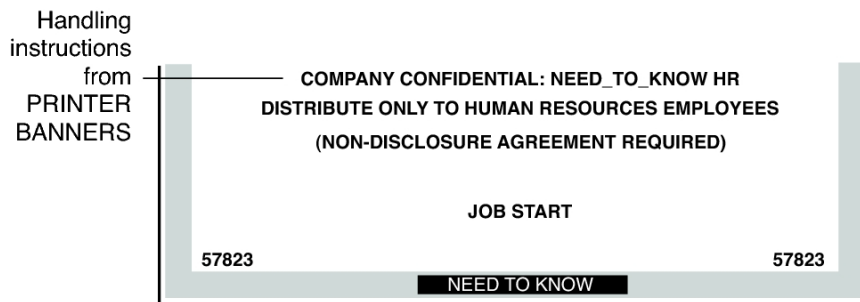 Handling
instructions
from
PRINTER
BANNERS
COMPANY CONFIDENTIAL: NEED_TO_KNOW HR
DISTRIBUTE ONLY TO HUMAN RESOURCES EMPLOYEES
(NON-DISCLOSURE AGREEMENT REQUIRED)
JOB START
57823 57823
NEED TO KNOW